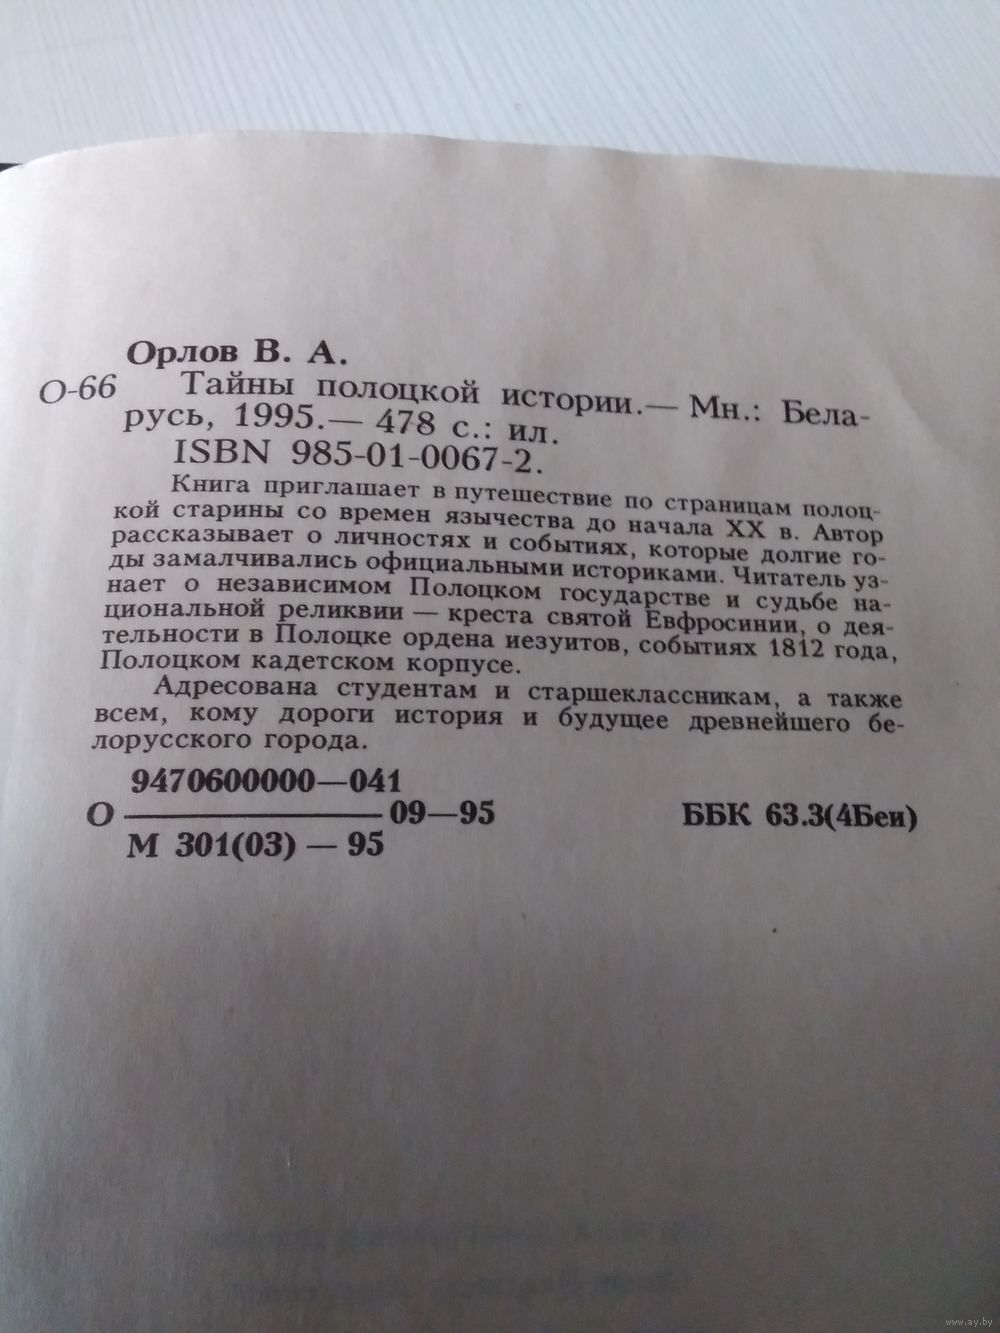 Орлов В. А.
О-66 Тайны полоцкой истории.— Мн.: Бела-
русь, 1995.— 478 с.: ил.
ISBN 985-01-0067-2.
Книга приглашает в путешествие по страницам полоц-
кой старины со времен язычества до начала XX в. Автор
рассказывает о личностях и событиях, которые долгие го-
ды замалчивались официальными историками. Читатель уз-
нает о независимом Полоцком государстве и судьбе на-
циональной реликвии — креста святой Евфросинии, о дея-
тельности в Полоцке ордена иезуитов, событиях 1812 года,
Полоцком кадетском корпусе.
Адресована студентам и старшеклассникам, а также
всем, кому дороги история и будущее древнейшего бе-
лорусского города.
9470600000—041
О ———— 09—95 ББК 63.3(4Беи)
М 301(03) — 95
www.ay.by